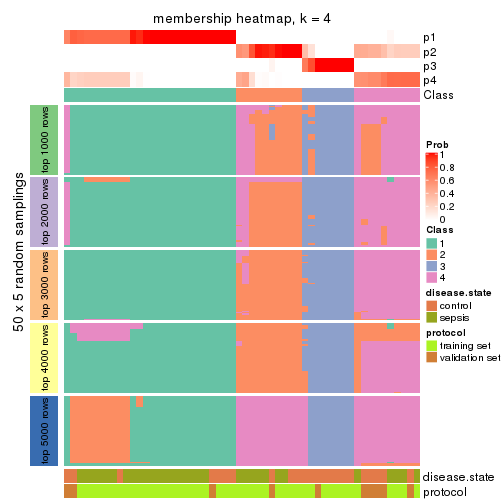 membership heatmap, k = 4
p1
p2
p3
p4
Class
50 x 5 random samplings
top 1000 rows
top 2000 rows
top 3000 rows
top 4000 rows
top 5000 rows
disease.state
protocol
Prob
1
0.8
0.6
0.4
0.2
0
Class
1
2
3
4
disease.state
control
sepsis
protocol
training set
validation set